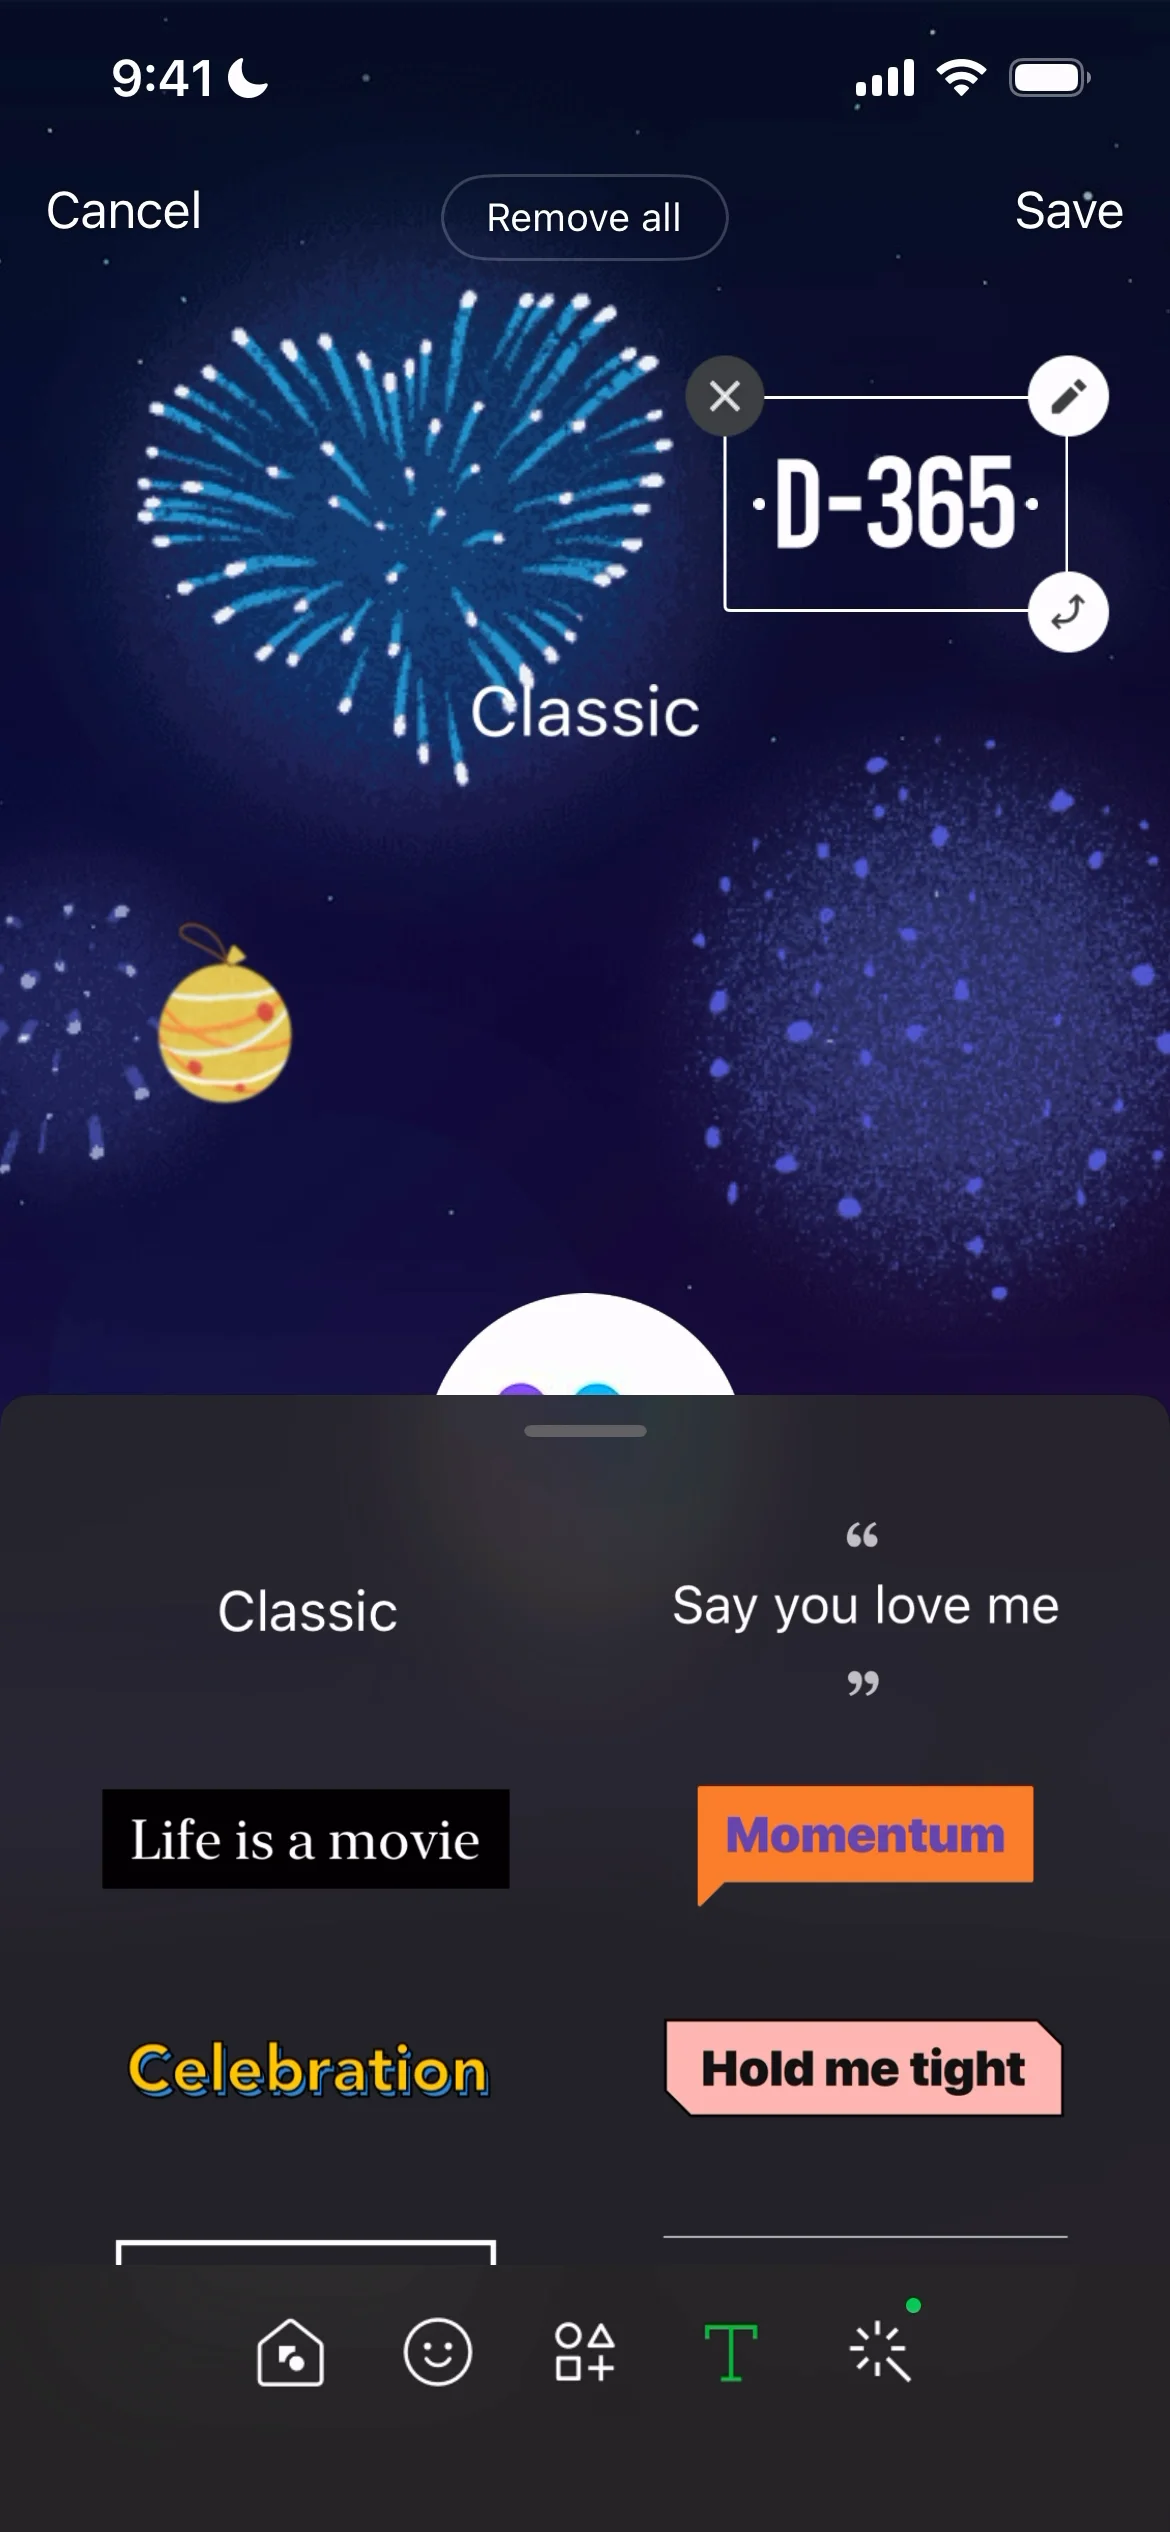 9:41
Cancel
Remove all
Save
·D-365·
Classic
Classic
“
Say you love me
”
Life is a movie
Momentum
Celebration
Hold me tight